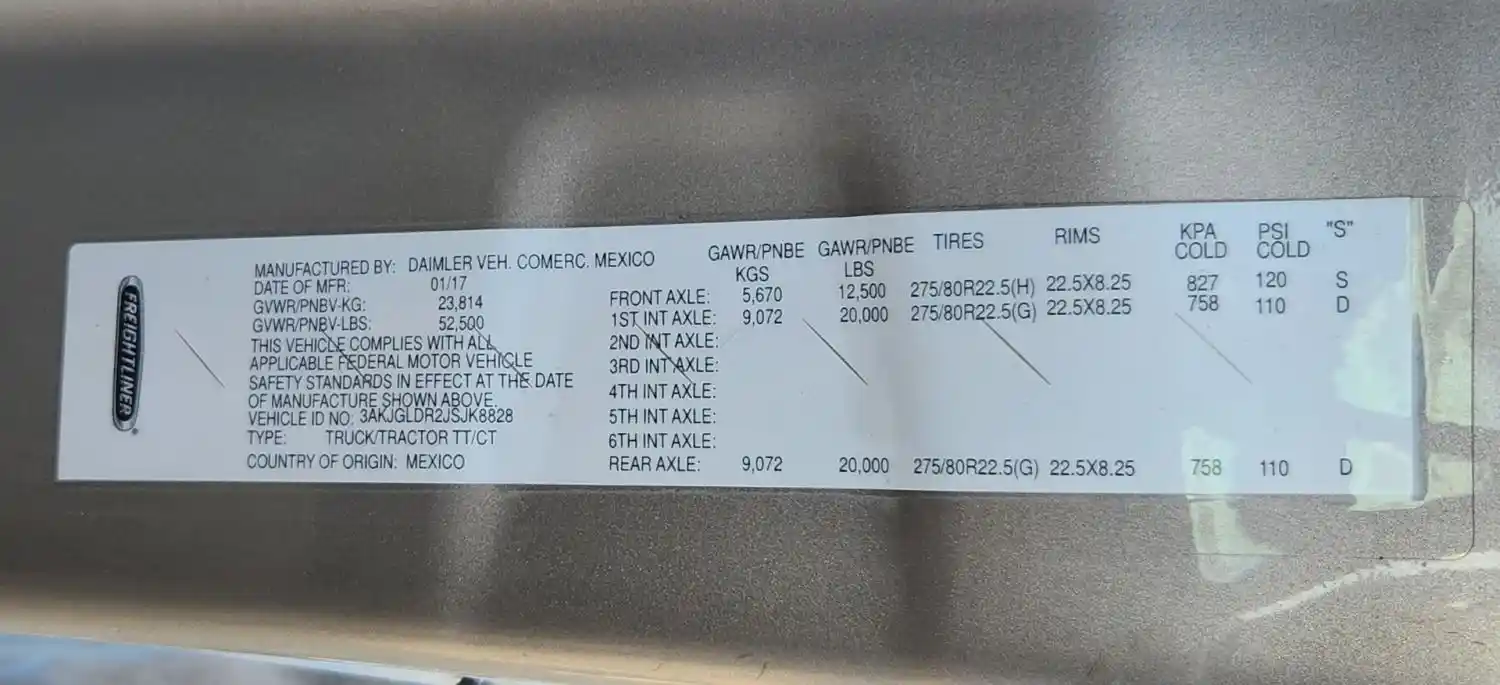 FREIGHTLINER
MANUFACTURED BY: DAIMLER VEH. COMERC. MEXICO
DATE OF MFR: 01/17
GVWR/PNBV-KG: 23,814
GVWR/PNBV-LBS: 52,500
THIS VEHICLE COMPLIES WITH ALL
APPLICABLE FEDERAL MOTOR VEHICLE
SAFETY STANDARDS IN EFFECT AT THE DATE
OF MANUFACTURE SHOWN ABOVE.
VEHICLE ID NO: 3AKJGLDR2JSJK8828
TYPE: TRUCK/TRACTOR TT/CT
COUNTRY OF ORIGIN: MEXICO
GAWR/PNBE GAWR/PNBE TIRES RIMS KPA PSI "S"
KGS LBS COLD COLD
FRONT AXLE: 5,670 12,500 275/80R22.5(H) 22.5X8.25 827 120 S
1ST INT AXLE: 9,072 20,000 275/80R22.5(G) 22.5X8.25 758 110 D
2ND INT AXLE:
3RD INT AXLE:
4TH INT AXLE:
5TH INT AXLE:
6TH INT AXLE:
REAR AXLE: 9,072 20,000 275/80R22.5(G) 22.5X8.25 758 110 D